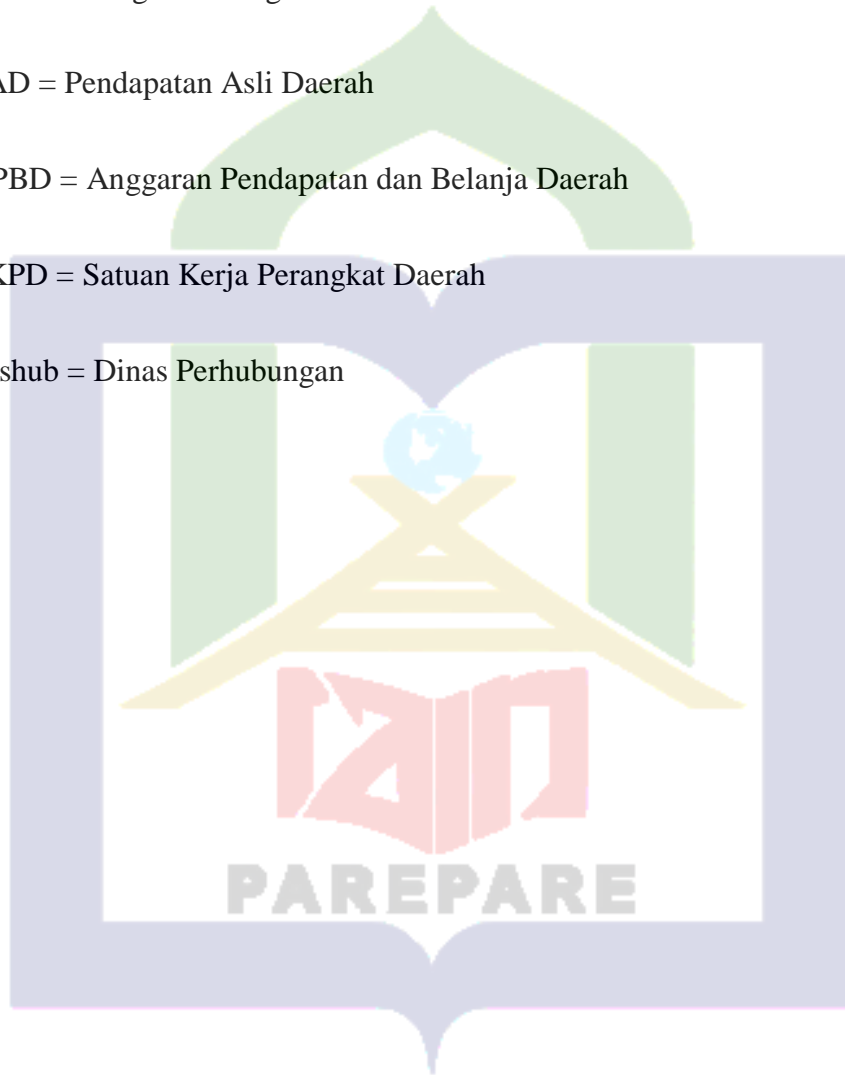 AD = Pendapatan Asli Daerah
PBD = Anggaran Pendapatan dan Belanja Daerah
KPD = Satuan Kerja Perangkat Daerah
shub = Dinas Perhubungan
iain
PAREPARE